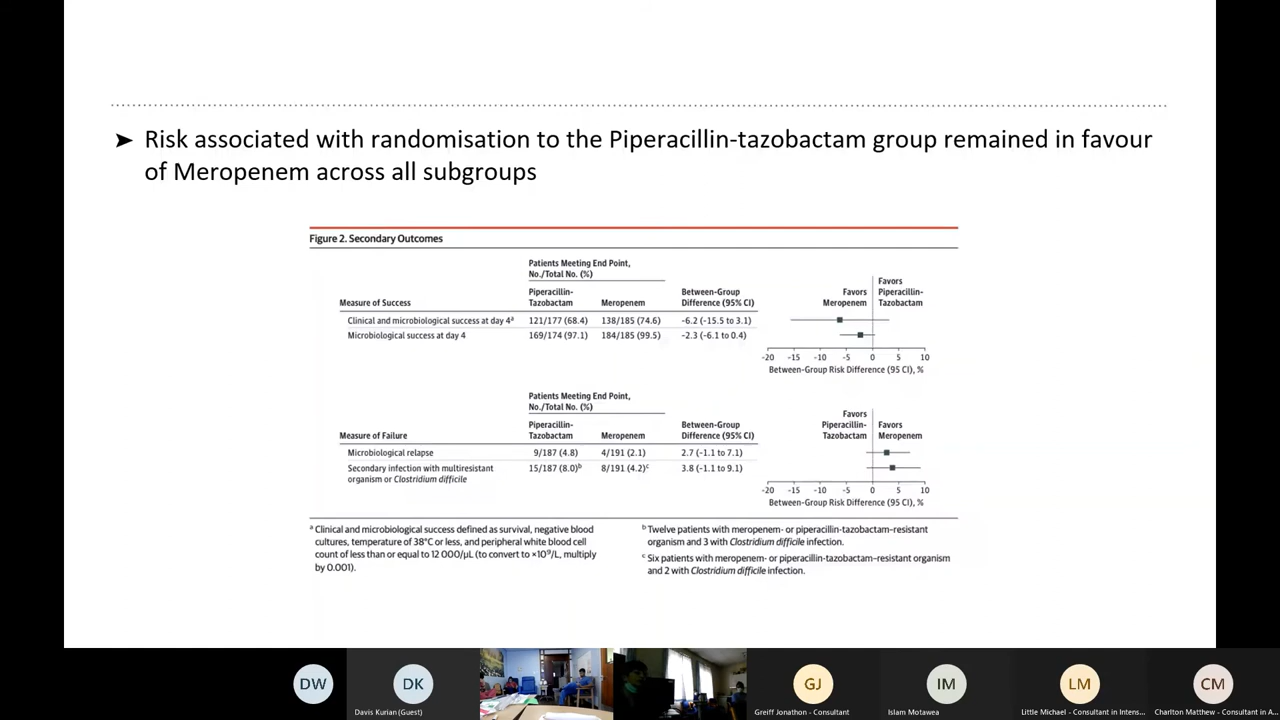 ➤ Risk associated with randomisation to the Piperacillin-tazobactam group remained in favour
of Meropenem across all subgroups
Figure 2. Secondary Outcomes
Patients Meeting End Point,
No./Total No. (%)
Measure of Success
Piperacillin-
Tazobactam
Meropenem
Between-Group
Difference (95% CI)
Favors
Meropenem
Favors
Piperacillin-
Tazobactam
Clinical and microbiological success at day 4a 121/177 (68.4) 138/185 (74.6) -6.2 (-15.5 to 3.1)
Microbiological success at day 4 169/174 (97.1) 184/185 (99.5) -2.3 (-6.1 to 0.4)
-20 -15 -10 -5 0 5 10
Between-Group Risk Difference (95 CI), %
Patients Meeting End Point,
No./Total No. (%)
Measure of Failure
Piperacillin-
Tazobactam
Meropenem
Between-Group
Difference (95% CI)
Favors
Piperacillin-
Tazobactam
Favors
Meropenem
Microbiological relapse 9/187 (4.8) 4/191 (2.1) 2.7 (-1.1 to 7.1)
Secondary infection with multiresistant 15/187 (8.0)b 8/191 (4.2)c 3.8 (-1.1 to 9.1)
organism or Clostridium difficile
-20 -15 -10 -5 0 5 10
Between-Group Risk Difference (95 CI), %
a Clinical and microbiological success defined as survival, negative blood
cultures, temperature of 38°C or less, and peripheral white blood cell
count of less than or equal to 12 000/μL (to convert to ×10⁹/L, multiply
by 0.001).
b Twelve patients with meropenem- or piperacillin-tazobactam–resistant
organism and 3 with Clostridium difficile infection.
c Six patients with meropenem- or piperacillin-tazobactam–resistant organism
and 2 with Clostridium difficile infection.
DW
DK
Davis Kurian (Guest)
GJ
Greiff Jonathon - Consultant
IM
Islam Motawea
LM
Little Michael - Consultant in Intens...
CM
Charlton Matthew - Consultant in A...